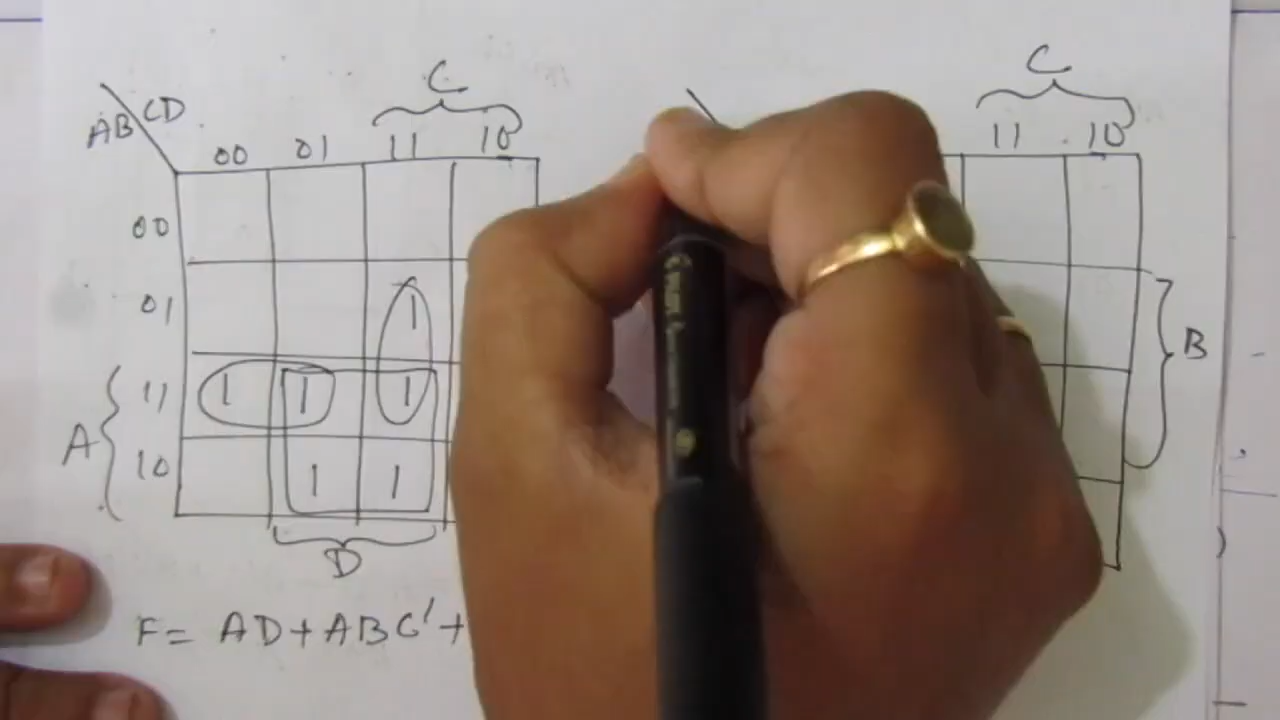 C
AB CD
00 01 11 10
00
01 1
A 11 1 1 1
10 1 1
D
F = AD + ABC' +
C
11 10
B